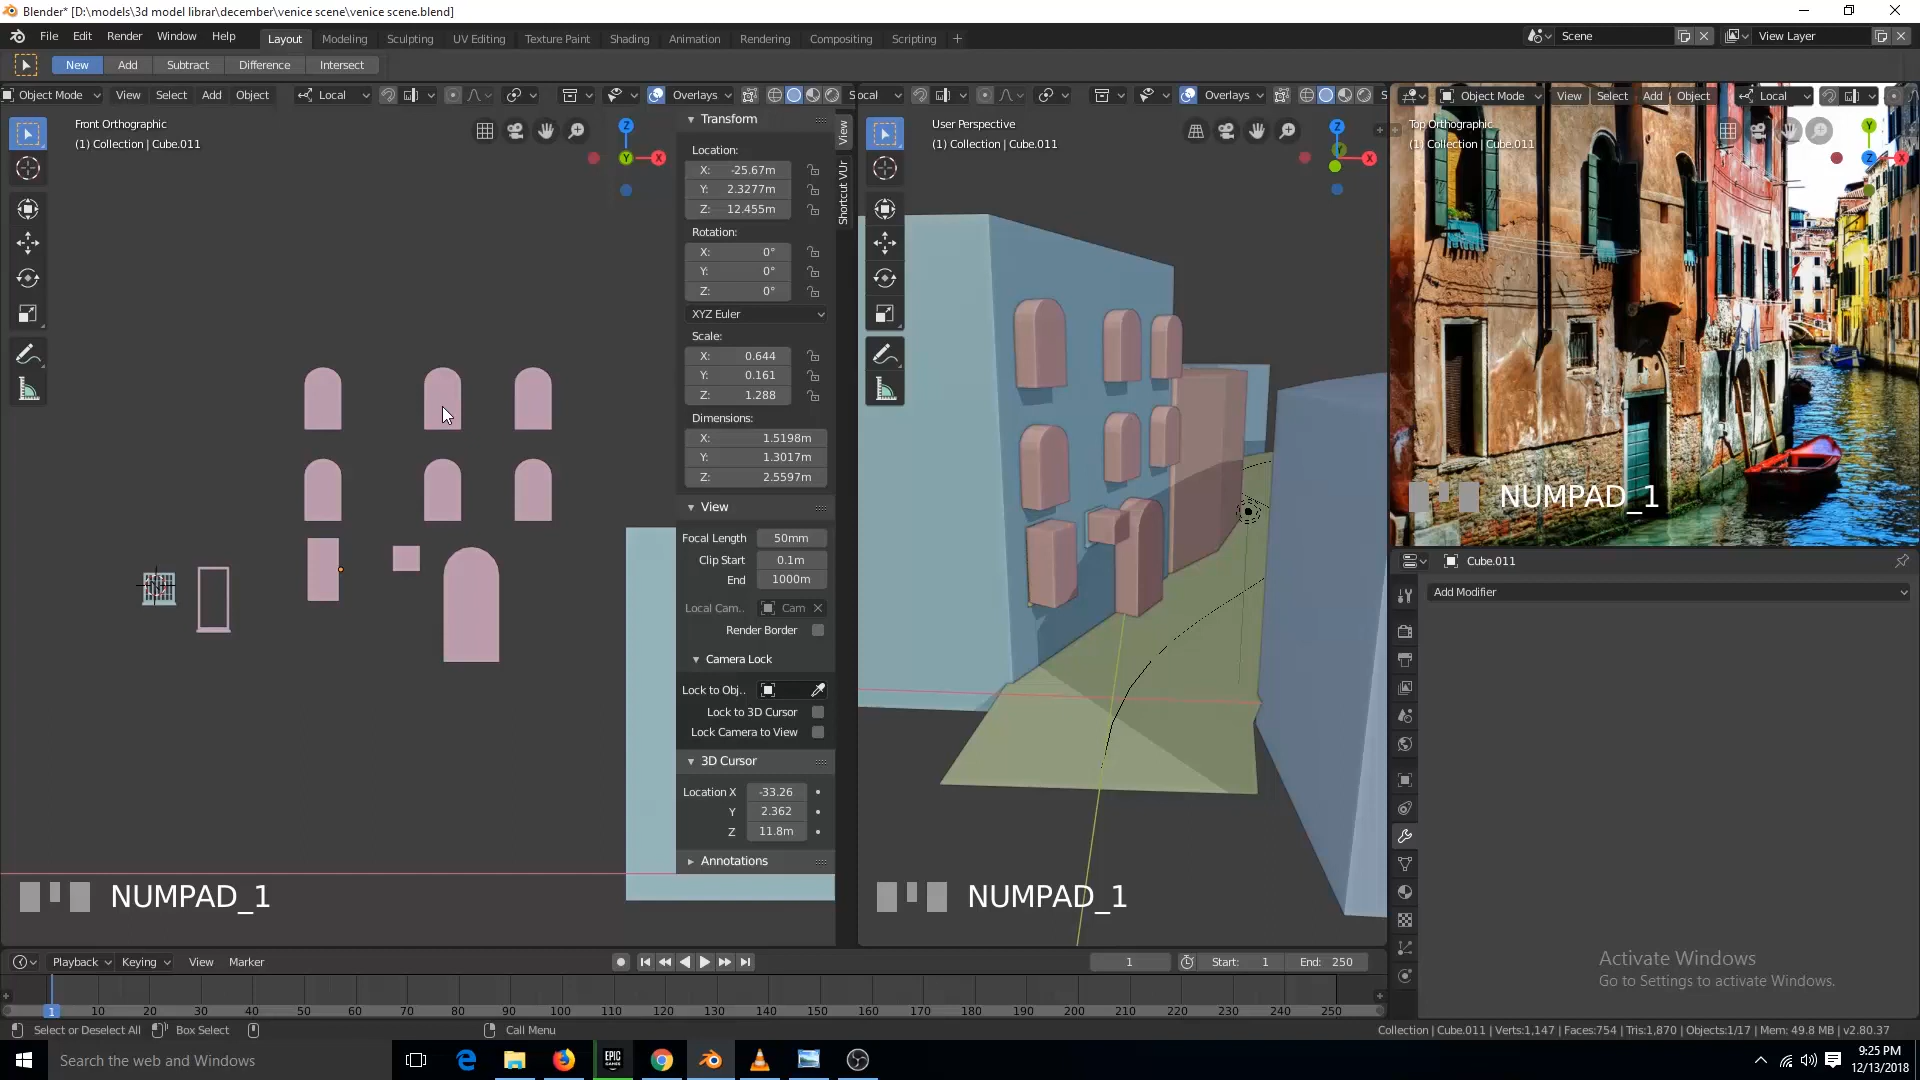 Blender* [D:\models\3d model librar\december\venice scene\venice scene.blend]
File Edit Render Window Help Layout Modeling Sculpting UV Editing Texture Paint Shading Animation Rendering Compositing Scripting + Scene View Layer
New Add Subtract Difference Intersect
Object Mode View Select Add Object Local Overlays
ocal Overlays S
Object Mode View Select Add Object Local
Front Orthographic
(1) Collection | Cube.011
Z
Y
X
Transform
Location:
X: -25.67m
Y: 2.3277m
Z: 12.455m
Rotation:
X: 0°
Y: 0°
Z: 0°
XYZ Euler
Scale:
X: 0.644
Y: 0.161
Z: 1.288
Dimensions:
X: 1.5198m
Y: 1.3017m
Z: 2.5597m
View
Focal Length 50mm
Clip Start 0.1m
End 1000m
Local Cam.. Cam
Render Border
Camera Lock
Lock to Obj..
Lock to 3D Cursor
Lock Camera to View
3D Cursor
Location X -33.26
Y 2.362
Z 11.8m
Annotations
View
Shortcut VUr
NUMPAD_1
User Perspective
(1) Collection | Cube.011
Z
X
NUMPAD_1
Top Orthographic
(1) Collection | Cube.011
Y
Z
X
NUMPAD_1
Cube.011
Add Modifier
Activate Windows
Go to Settings to activate Windows.
Playback Keying View Marker 1 Start: 1 End: 250
1 10 20 30 40 50 60 70 80 90 100 110 120 130 140 150 160 170 180 190 200 210 220 230 240 250
Select or Deselect All Box Select Call Menu Collection | Cube.011 | Verts:1,147 | Faces:754 | Tris:1,870 | Objects:1/17 | Mem: 49.8 MB | v2.80.37
Search the web and Windows
EPIC
GAMES
9:25 PM
12/13/2018